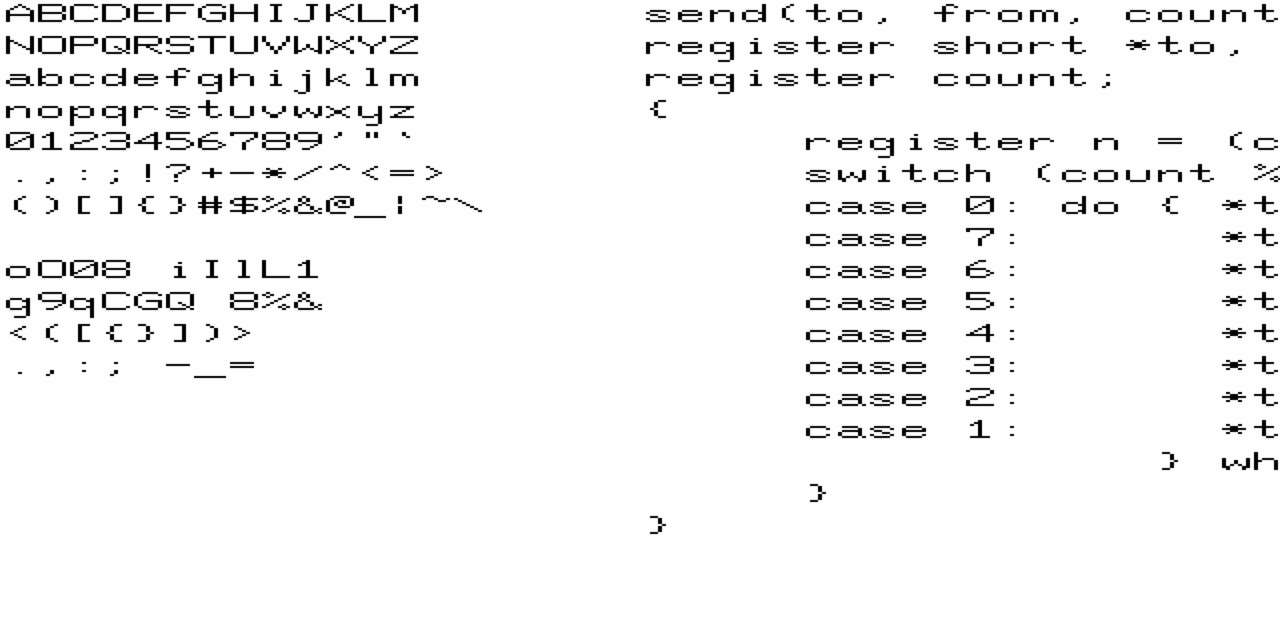 ABCDEFGHIJKLM
NOPQRSTUVWXYZ
abcdefghijklm
nopqrstuvwxyz
0123456789'"`
.,:;!?+-*/^<=>
()[]{}#$%&@_¦~\

oO08 iIlL1
g9qCGQ 8%&
<([{}])>
.,:; -_=

send(to, from, count
register short *to,
register count;
{
        register n = (c
        switch (count %
        case 0: do { *t
        case 7:      *t
        case 6:      *t
        case 5:      *t
        case 4:      *t
        case 3:      *t
        case 2:      *t
        case 1:      *t
                  } wh
        }
}